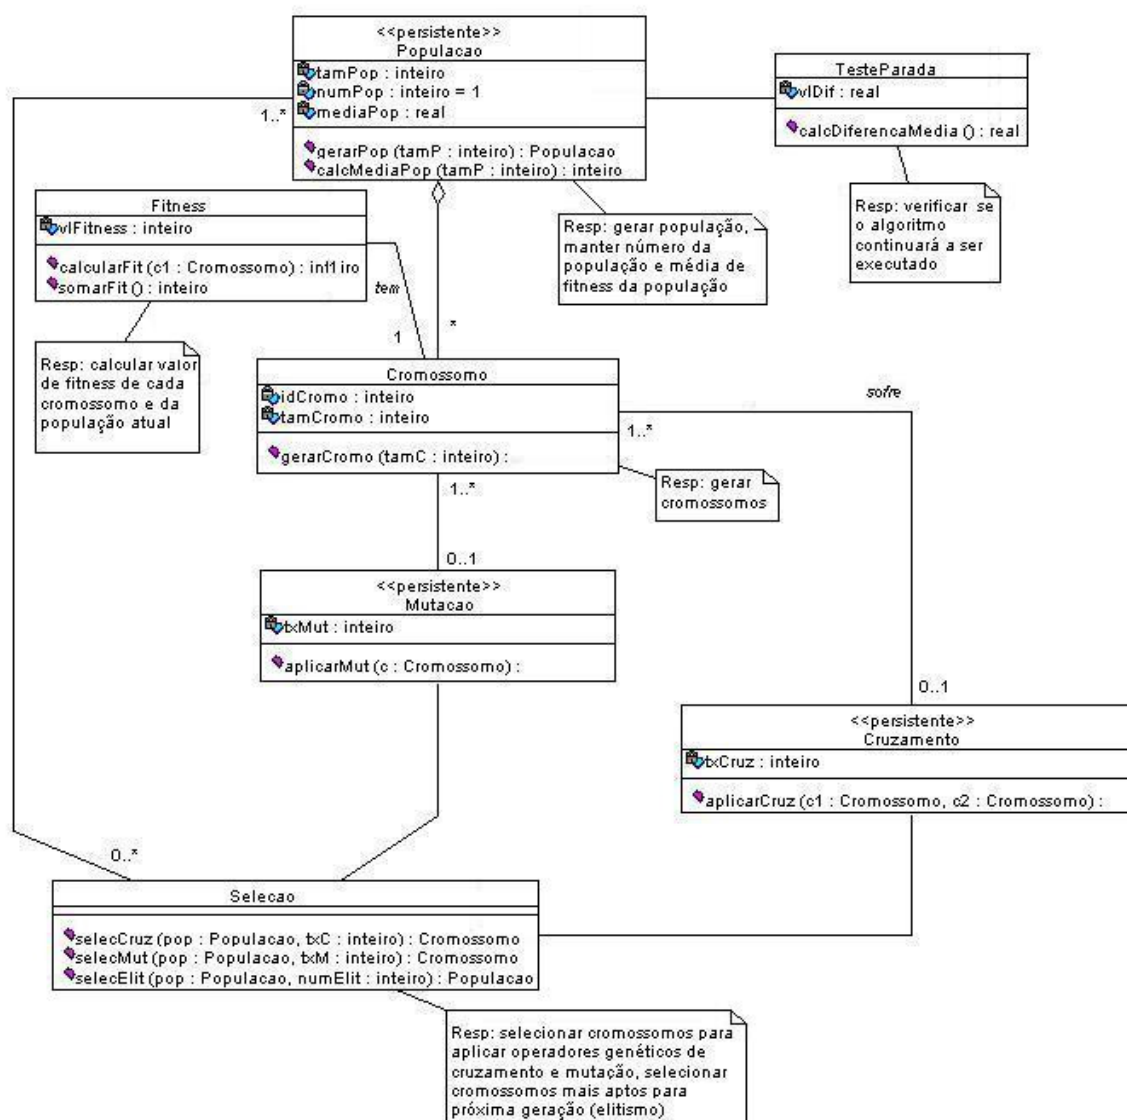 <<persistente>>
Populacao
tamPop : inteiro
numPop : inteiro = 1
mediaPop : real
gerarPop (tamP : inteiro) : Populacao
calcMediaPop (tamP : inteiro) : inteiro
TesteParada
vlDif : real
calcDiferencaMedia () : real
1..*
Fitness
vlFitness : inteiro
calcularFit (c1 : Cromossomo) : inf1iro
somarFit () : inteiro
Resp: gerar população,
manter número da
população e média de
fitness da população
Resp: verificar se
o algoritmo
continuará a ser
executado
tem
1
*
Resp: calcular valor
de fitness de cada
cromossomo e da
população atual
Cromossomo
idCromo : inteiro
tamCromo : inteiro
gerarCromo (tamC : inteiro) :
sofre
1..*
Resp: gerar
cromossomos
1..*
0..1
<<persistente>>
Mutacao
txMut : inteiro
aplicarMut (c : Cromossomo) :
0..1
<<persistente>>
Cruzamento
txCruz : inteiro
aplicarCruz (c1 : Cromossomo, c2 : Cromossomo) :
0..*
Selecao
selecCruz (pop : Populacao, txC : inteiro) : Cromossomo
selecMut (pop : Populacao, txM : inteiro) : Cromossomo
selecElit (pop : Populacao, numElit : inteiro) : Populacao
Resp: selecionar cromossomos para
aplicar operadores genéticos de
cruzamento e mutação, selecionar
cromossomos mais aptos para
próxima geração (elitismo)